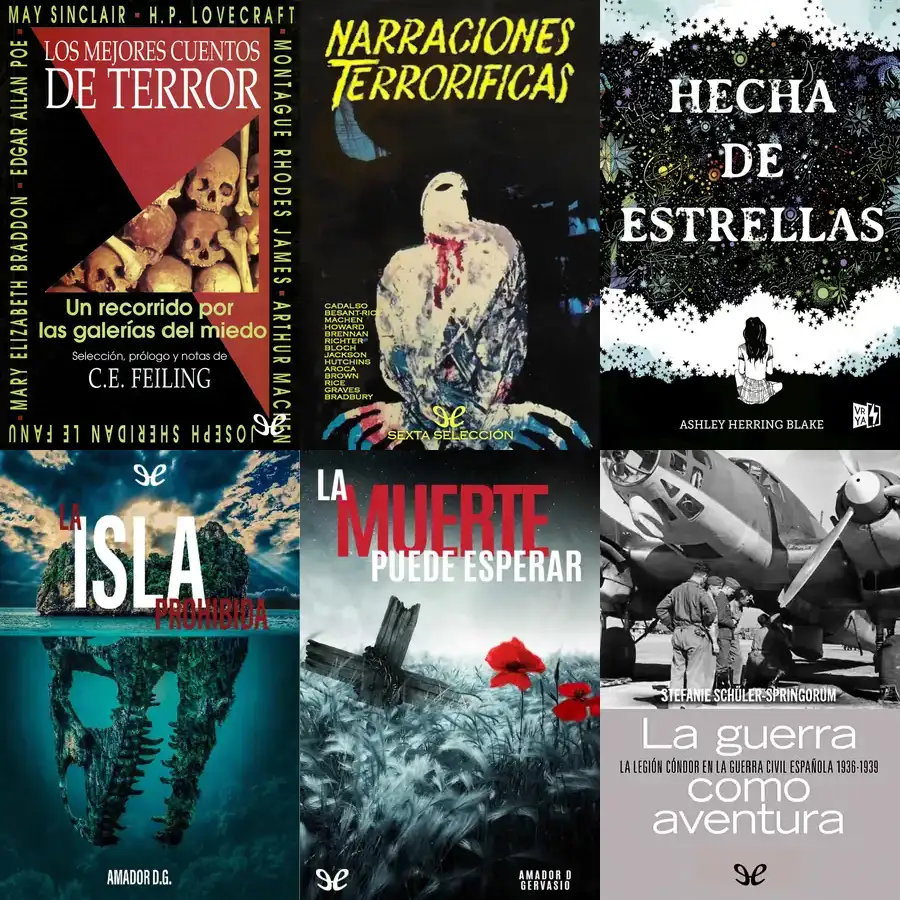 MAY SINCLAIR - H.P. LOVECRAFT
MONTAGUE RHODES JAMES - ARTHUR MACHEN
JOSEPH SHERIDAN LE FANU
MARY ELIZABETH BRADDON - EDGAR ALLAN POE
LOS MEJORES CUENTOS
DE TERROR
Un recorrido por
las galerías del miedo
Selección, prólogo y notas de
C.E. FEILING
NARRACIONES
TERRORIFICAS
CADALSO
BESANT-RICE
MACHEN
HOWARD
BRENNAN
RICHTER
BLOCH
JACKSON
HUTCHINS
AROCA
BROWN
RICE
GRAVES
BRADBURY
SEXTA SELECCIÓN
HECHA
DE
ESTRELLAS
ASHLEY HERRING BLAKE
VR
YA
LA
ISLA
PROHIBIDA
AMADOR D.G.
LA
MUERTE
PUEDE ESPERAR
AMADOR D
GERVASIO
STEFANIE SCHÜLER-SPRINGORUM
La guerra
LA LEGIÓN CÓNDOR EN LA GUERRA CIVIL ESPAÑOLA 1936-1939
como
aventura